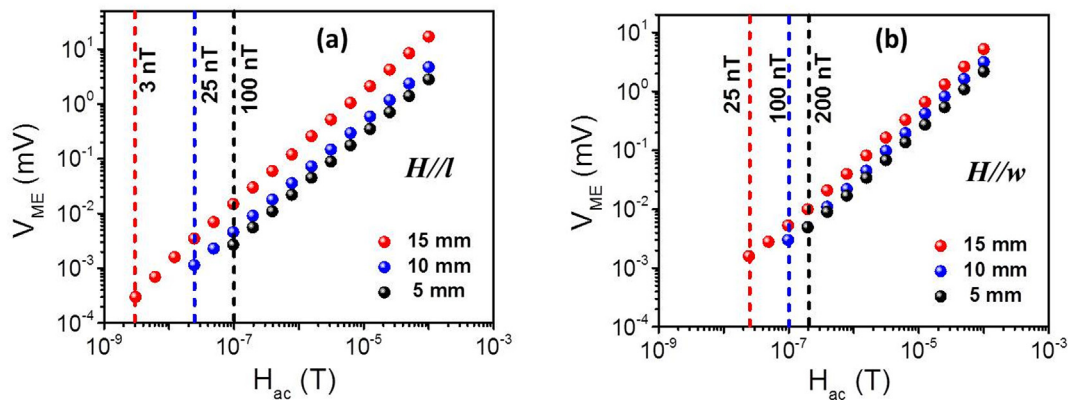 (a)
3 nT
25 nT
100 nT
H//l
15 mm
10 mm
5 mm
V_ME (mV)
10^1
10^0
10^-1
10^-2
10^-3
10^-4
10^-9
10^-7
10^-5
10^-3
H_ac (T)
(b)
25 nT
100 nT
200 nT
H//w
15 mm
10 mm
5 mm
V_ME (mV)
10^1
10^0
10^-1
10^-2
10^-3
10^-4
10^-9
10^-7
10^-5
10^-3
H_ac (T)